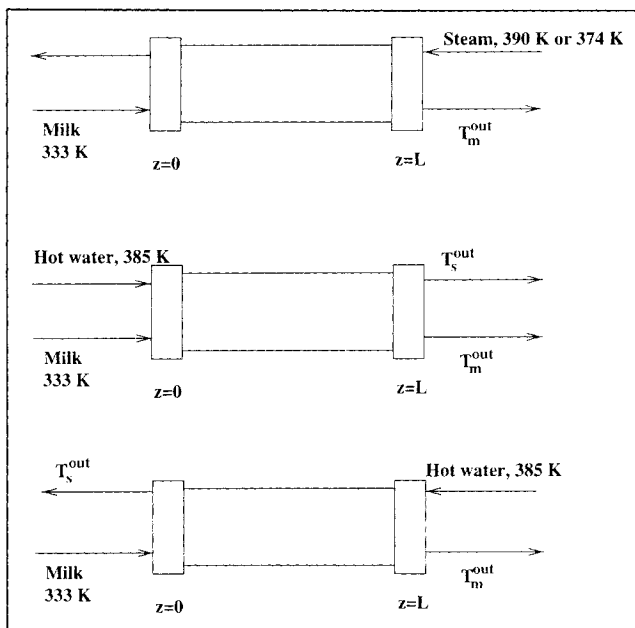 Steam, 390 K or 374 K
Milk
333 K
T_m^out
z=0
z=L
Hot water, 385 K
T_s^out
Milk
333 K
T_m^out
z=0
z=L
T_s^out
Hot water, 385 K
Milk
333 K
T_m^out
z=0
z=L